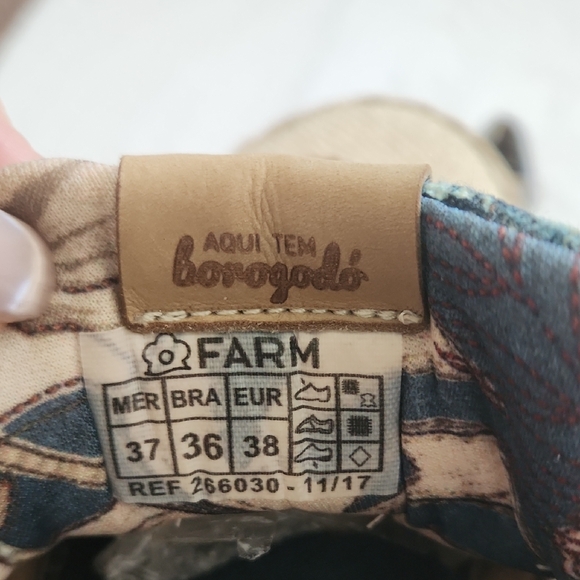 AQUI TEM
borogodó
FARM
MER BRA EUR
37 36 38
REF 266030 - 11/17